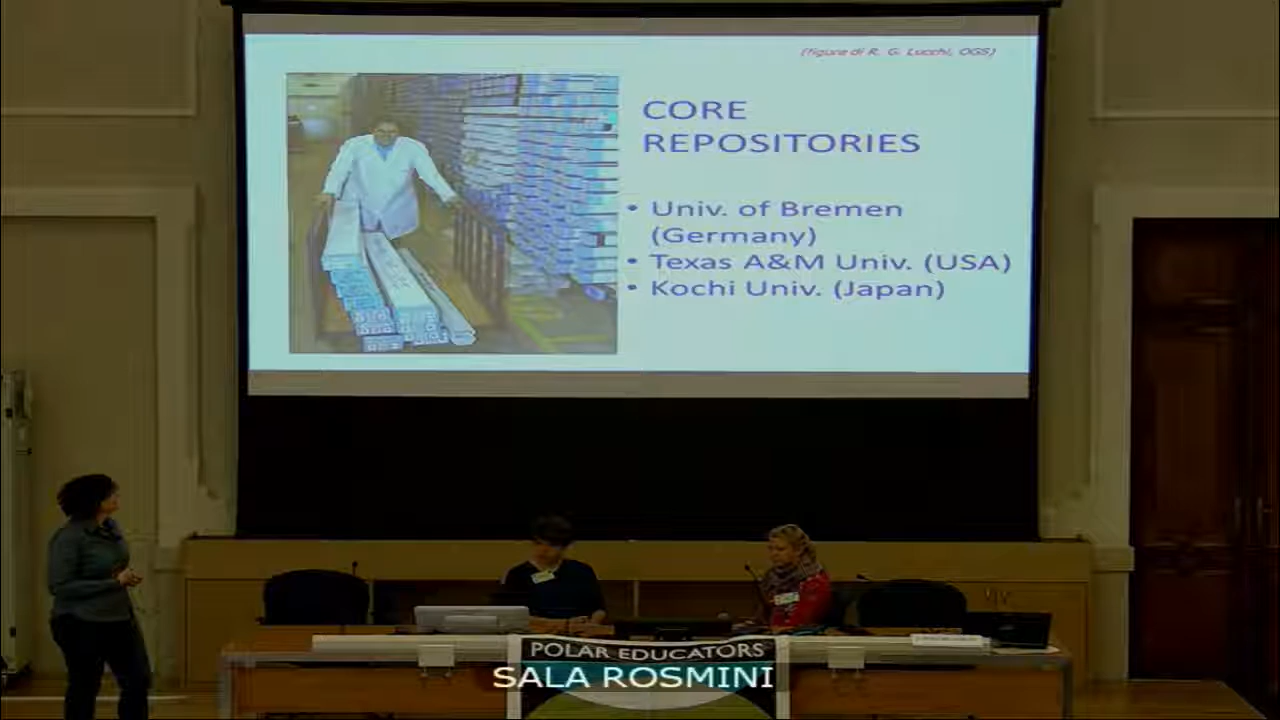 (figure di R. G. Lucchi, OGS)
CORE
REPOSITORIES
• Univ. of Bremen
(Germany)
• Texas A&M Univ. (USA)
• Kochi Univ. (Japan)
POLAR EDUCATORS
SALA ROSMINI